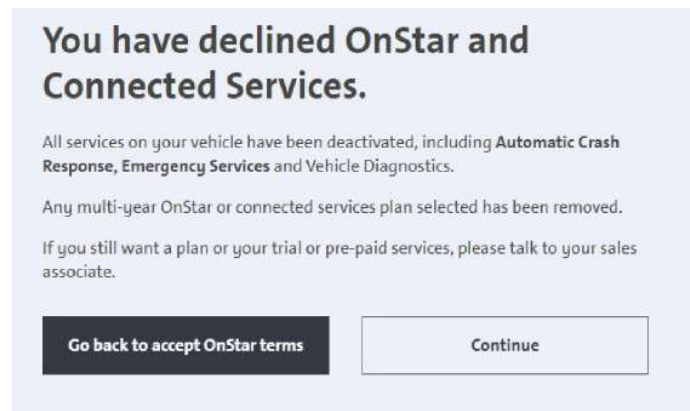 You have declined OnStar and
Connected Services.
All services on your vehicle have been deactivated, including Automatic Crash
Response, Emergency Services and Vehicle Diagnostics.
Any multi-year OnStar or connected services plan selected has been removed.
If you still want a plan or your trial or pre-paid services, please talk to your sales
associate.
Go back to accept OnStar terms
Continue